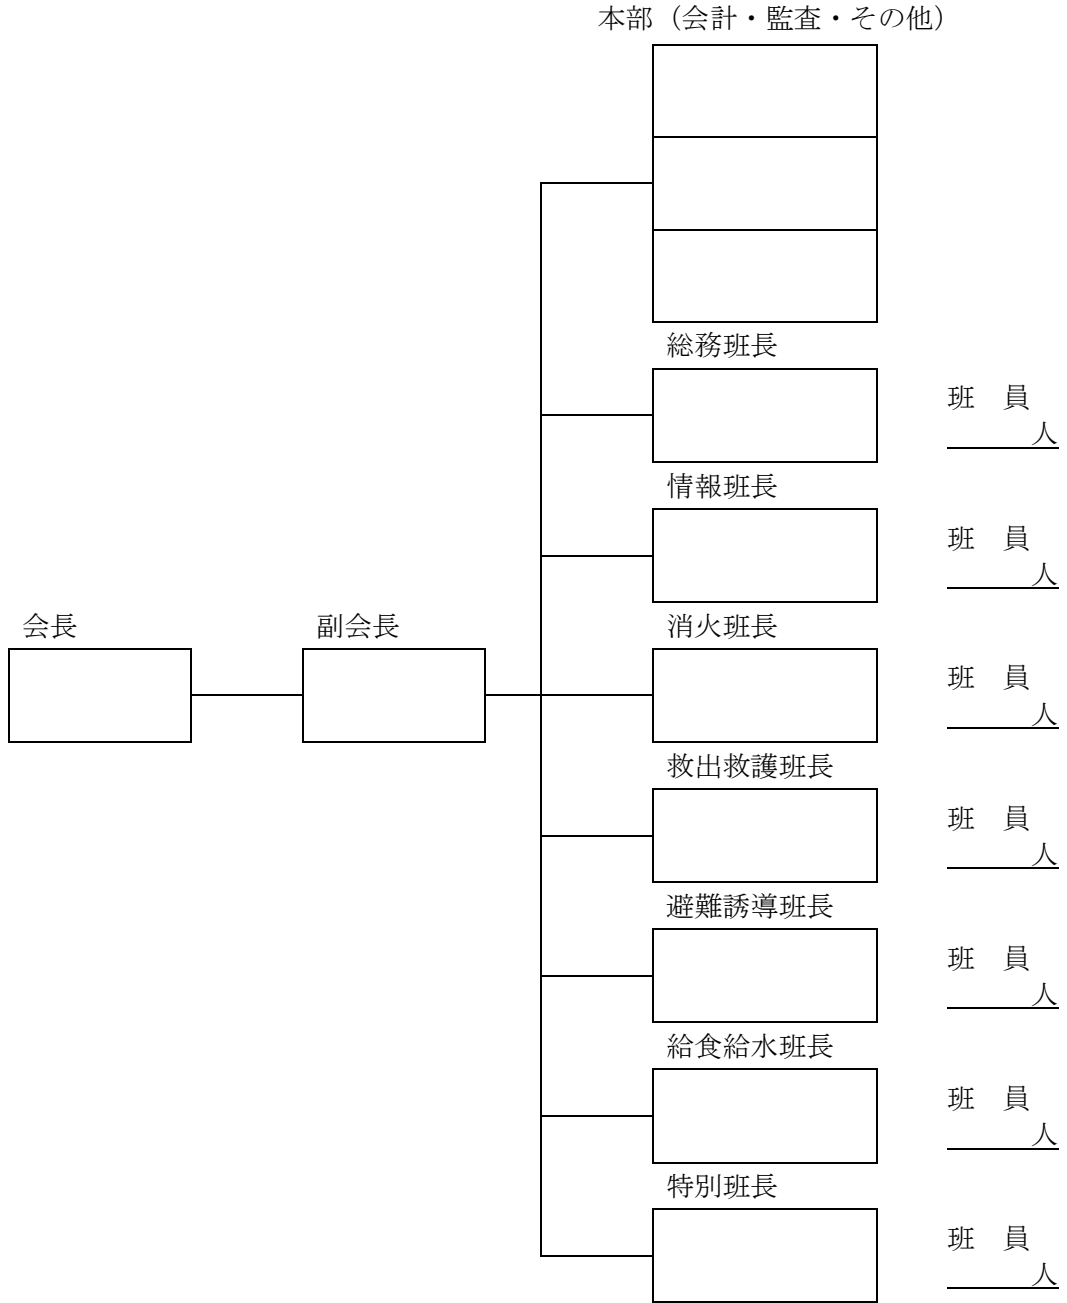 本部（会計・監査・その他）
総務班長
班　員
人
情報班長
班　員
人
会長
副会長
消火班長
班　員
人
救出救護班長
班　員
人
避難誘導班長
班　員
人
給食給水班長
班　員
人
特別班長
班　員
人